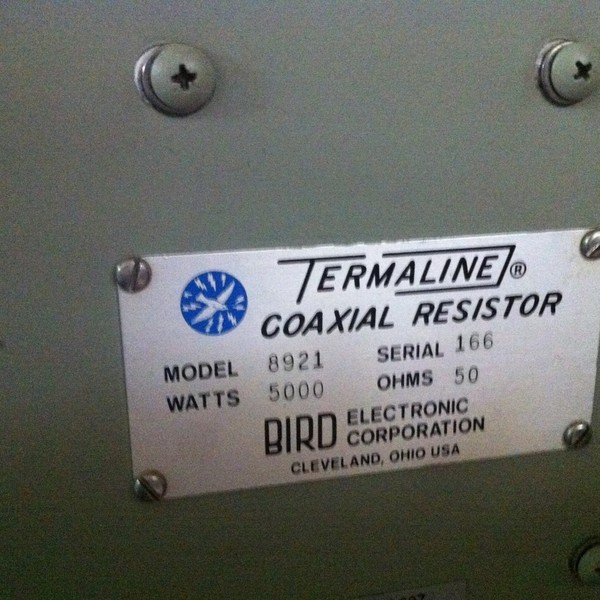 TERMALINE®
COAXIAL RESISTOR
MODEL 8921 SERIAL 166
WATTS 5000 OHMS 50
BIRD ELECTRONIC CORPORATION
CLEVELAND, OHIO USA